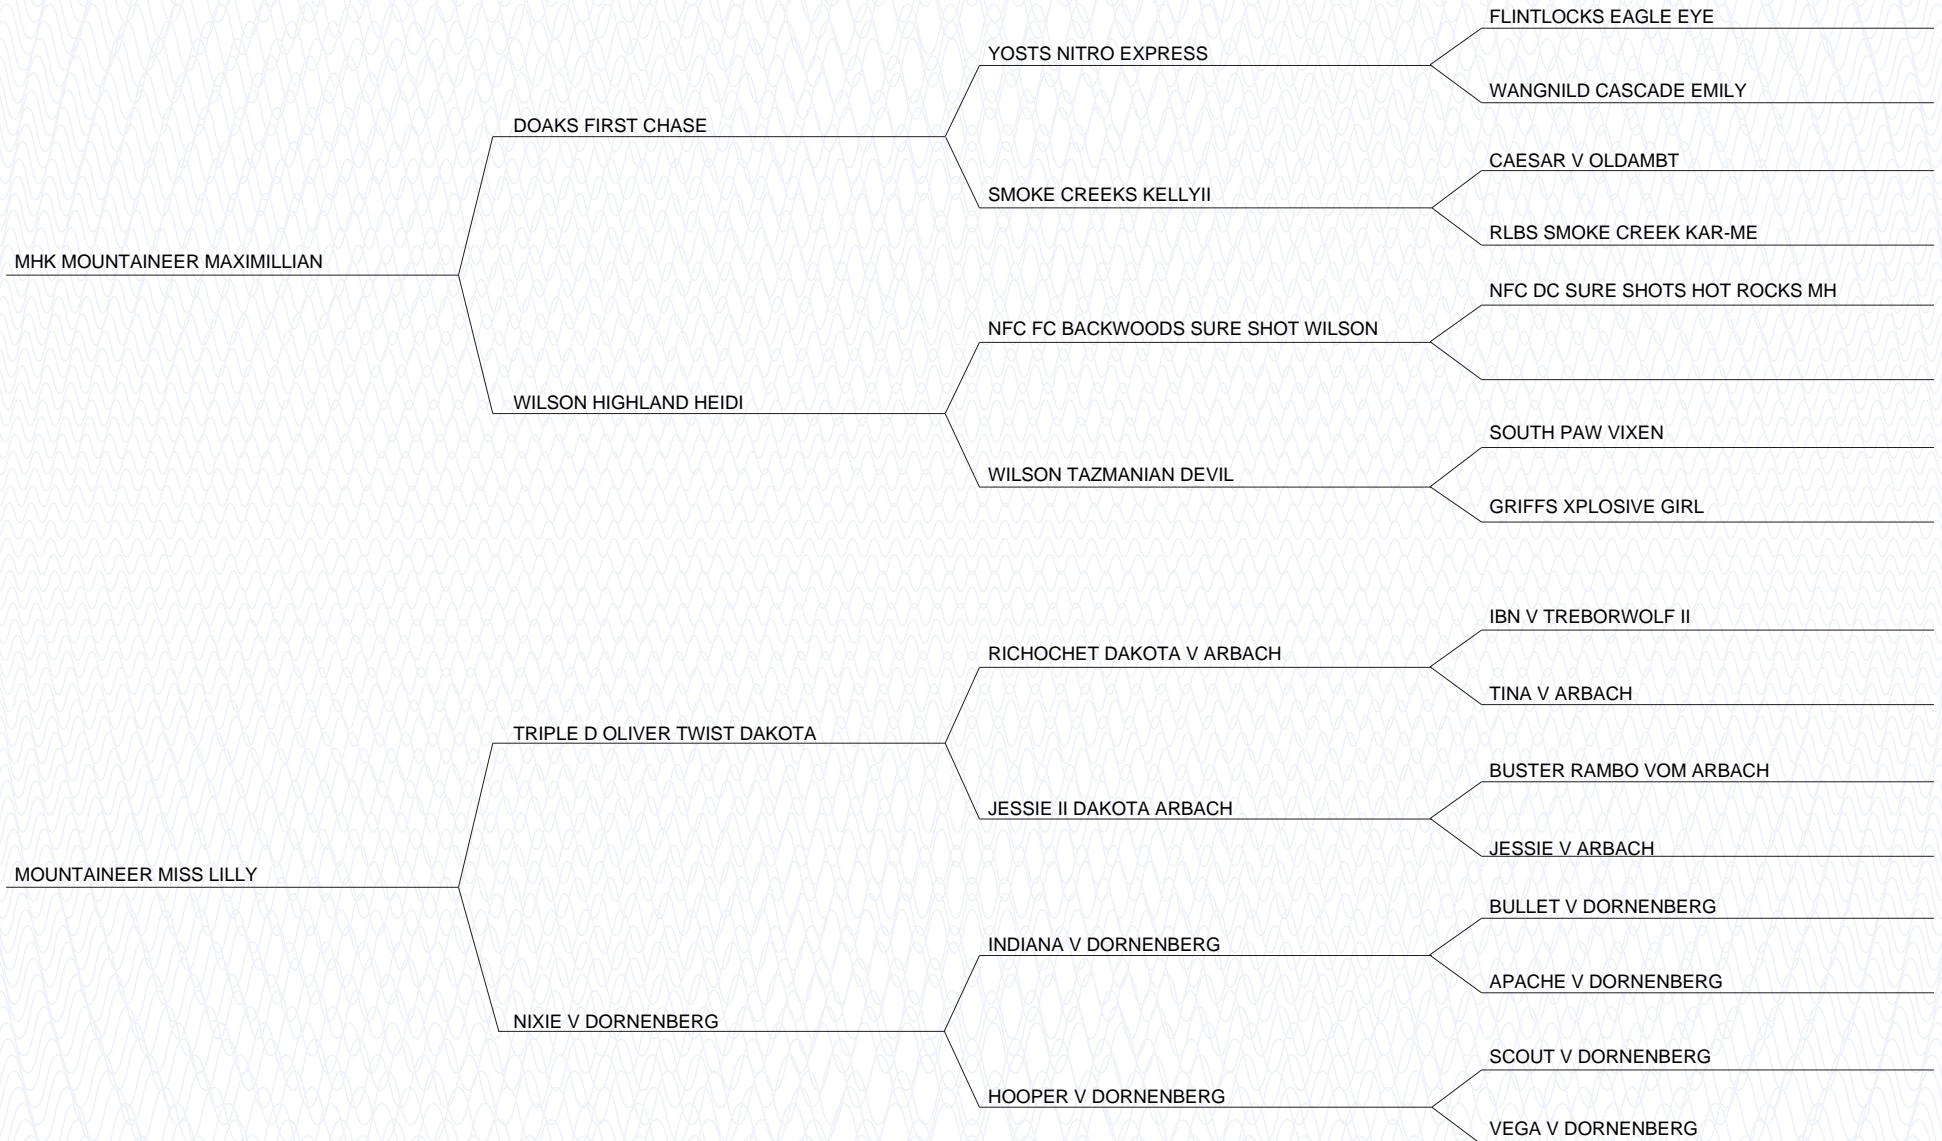 FLINTLOCKS EAGLE EYE
YOSTS NITRO EXPRESS
WANGNILD CASCADE EMILY
DOAKS FIRST CHASE
CAESAR V OLDAMBT
SMOKE CREEKS KELLYII
RLBS SMOKE CREEK KAR-ME
MHK MOUNTAINEER MAXIMILLIAN
NFC DC SURE SHOTS HOT ROCKS MH
NFC FC BACKWOODS SURE SHOT WILSON
WILSON HIGHLAND HEIDI
SOUTH PAW VIXEN
WILSON TAZMANIAN DEVIL
GRIFFS XPLOSIVE GIRL
IBN V TREBORWOLF II
RICHOCHET DAKOTA V ARBACH
TINA V ARBACH
TRIPLE D OLIVER TWIST DAKOTA
BUSTER RAMBO VOM ARBACH
JESSIE II DAKOTA ARBACH
JESSIE V ARBACH
MOUNTAINEER MISS LILLY
BULLET V DORNENBERG
INDIANA V DORNENBERG
APACHE V DORNENBERG
NIXIE V DORNENBERG
SCOUT V DORNENBERG
HOOPER V DORNENBERG
VEGA V DORNENBERG